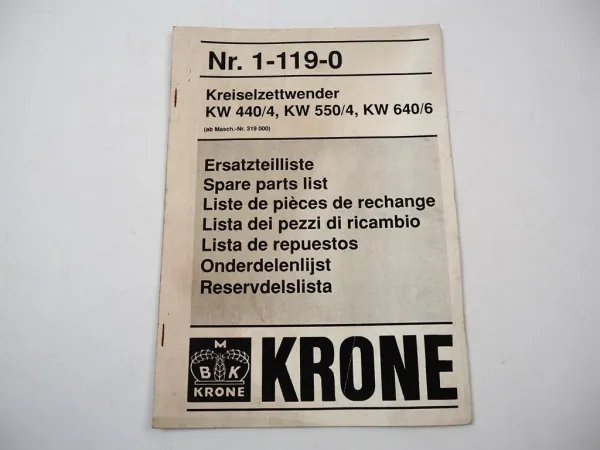 Nr. 1-119-0
Kreiselzettwender
KW 440/4, KW 550/4, KW 640/6
(ab Masch.-Nr. 319 000)
Ersatzteilliste
Spare parts list
Liste de pièces de rechange
Lista dei pezzi di ricambio
Lista de repuestos
Onderdelenlijst
Reservdelslista
M
B K
KRONE
KRONE